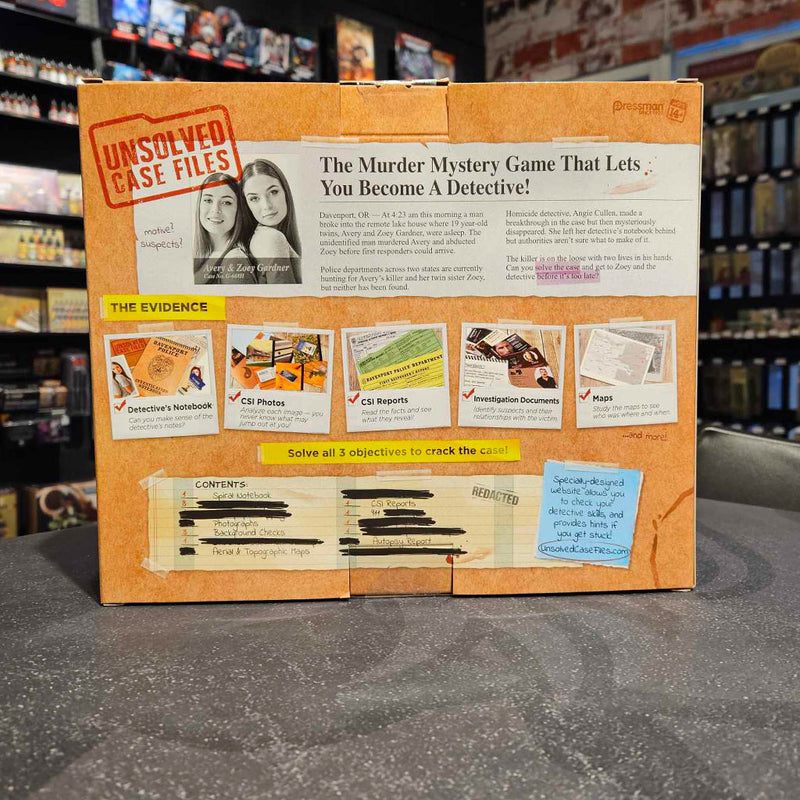 UNSOLVED
CASE FILES
Pressman
14+
The Murder Mystery Game That Lets
You Become A Detective!
motive?
suspects?
Avery & Zoey Gardner
Davenport, OR — At 4:23 am this morning a man
broke into the remote lake house where 19 year-old
twins, Avery and Zoey Gardner, were asleep. The
unidentified man murdered Avery and abducted
Zoey before first responders could arrive.
Police departments across two states are currently
hunting for Avery's killer and her twin sister Zoey,
but neither has been found.
Homicide detective, Angie Cullen, made a
breakthrough in the case but then mysteriously
disappeared. She left her detective's notebook behind
but authorities aren't sure what to make of it.
The killer is on the loose with two lives in his hands.
Can you solve the case and get to Zoey and the
detective before it's too late?
THE EVIDENCE
DAVENPORT
POLICE
Detective's Notebook
Can you make sense of the
detective's notes?
CSI Photos
Analyze each image — you
never know what may
jump out at you!
DAVENPORT POLICE DEPARTMENT
CSI Reports
Read the facts and see
what they reveal!
Investigation Documents
Identify suspects and their
relationships with the victim.
Maps
Study the maps to see
who was where and when.
...and more!
Solve all 3 objectives to crack the case!
CONTENTS:
Spiral Notebook
Photographs
Background Checks
Aerial & Topographic Maps
CSI Reports
Autopsy Report
REDACTED
Specially-designed
website allows you
to check your
detective skills, and
provides hints if
you get stuck!
UnsolvedCaseFiles.com